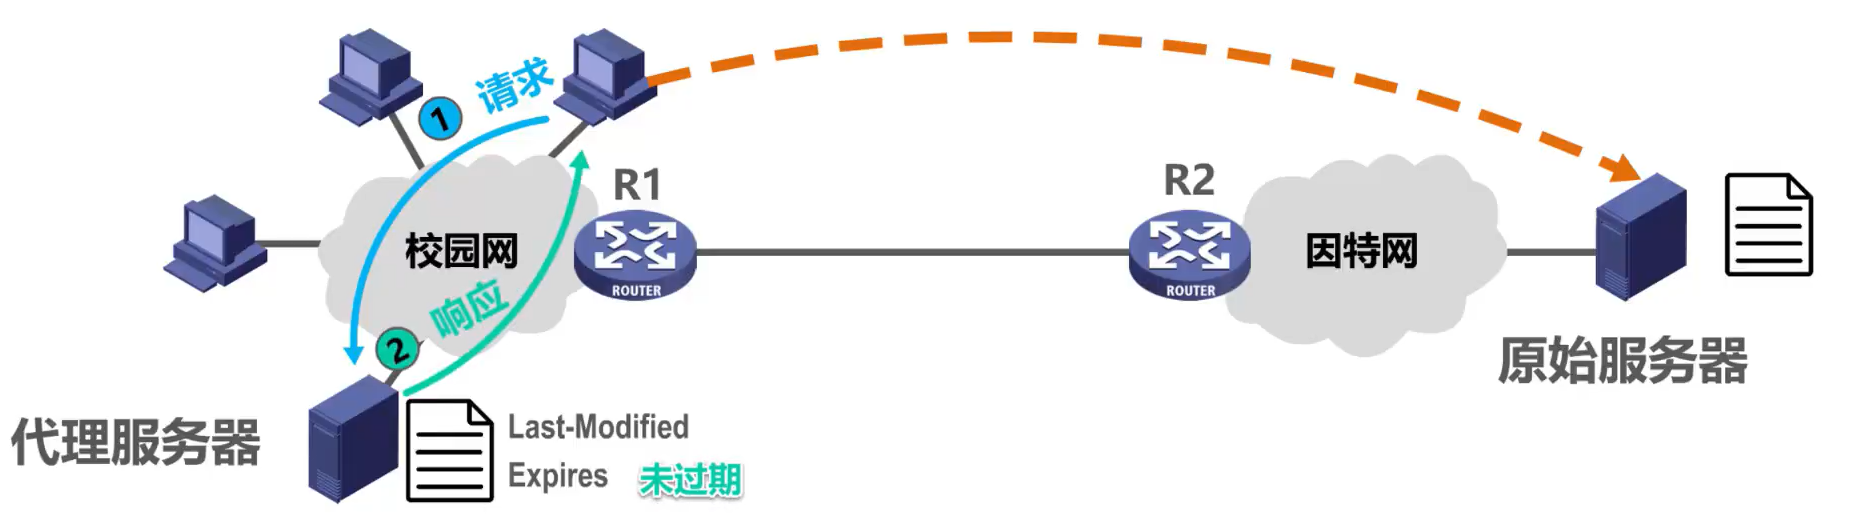 请求
1
R1
R2
校园网
ROUTER
ROUTER
因特网
响应
2
原始服务器
代理服务器
Last-Modified
Expires 未过期